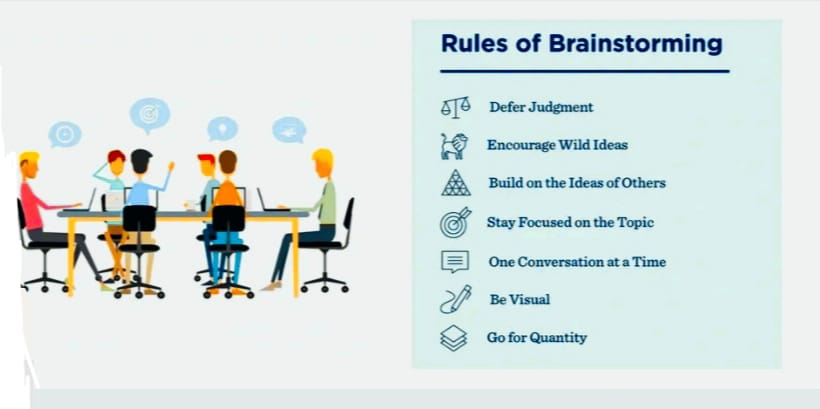 Rules of Brainstorming
Defer Judgment
Encourage Wild Ideas
Build on the Ideas of Others
Stay Focused on the Topic
One Conversation at a Time
Be Visual
Go for Quantity